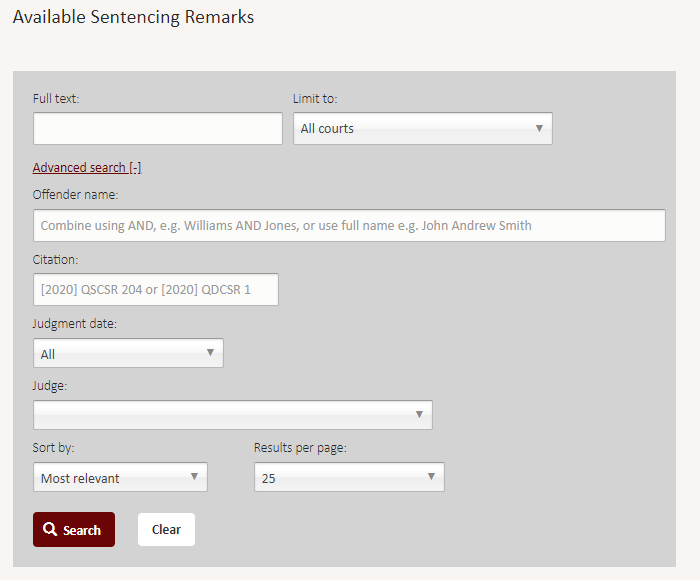 Available Sentencing Remarks
Full text: Limit to:
All courts
Advanced search [-]
Offender name:
Combine using AND, e.g. Williams AND Jones, or use full name e.g. John Andrew Smith
Citation:
[2020] QSCSR 204 or [2020] QDCSR 1
Judgment date:
All
Judge:
Sort by: Results per page:
Most relevant 25
Search Clear